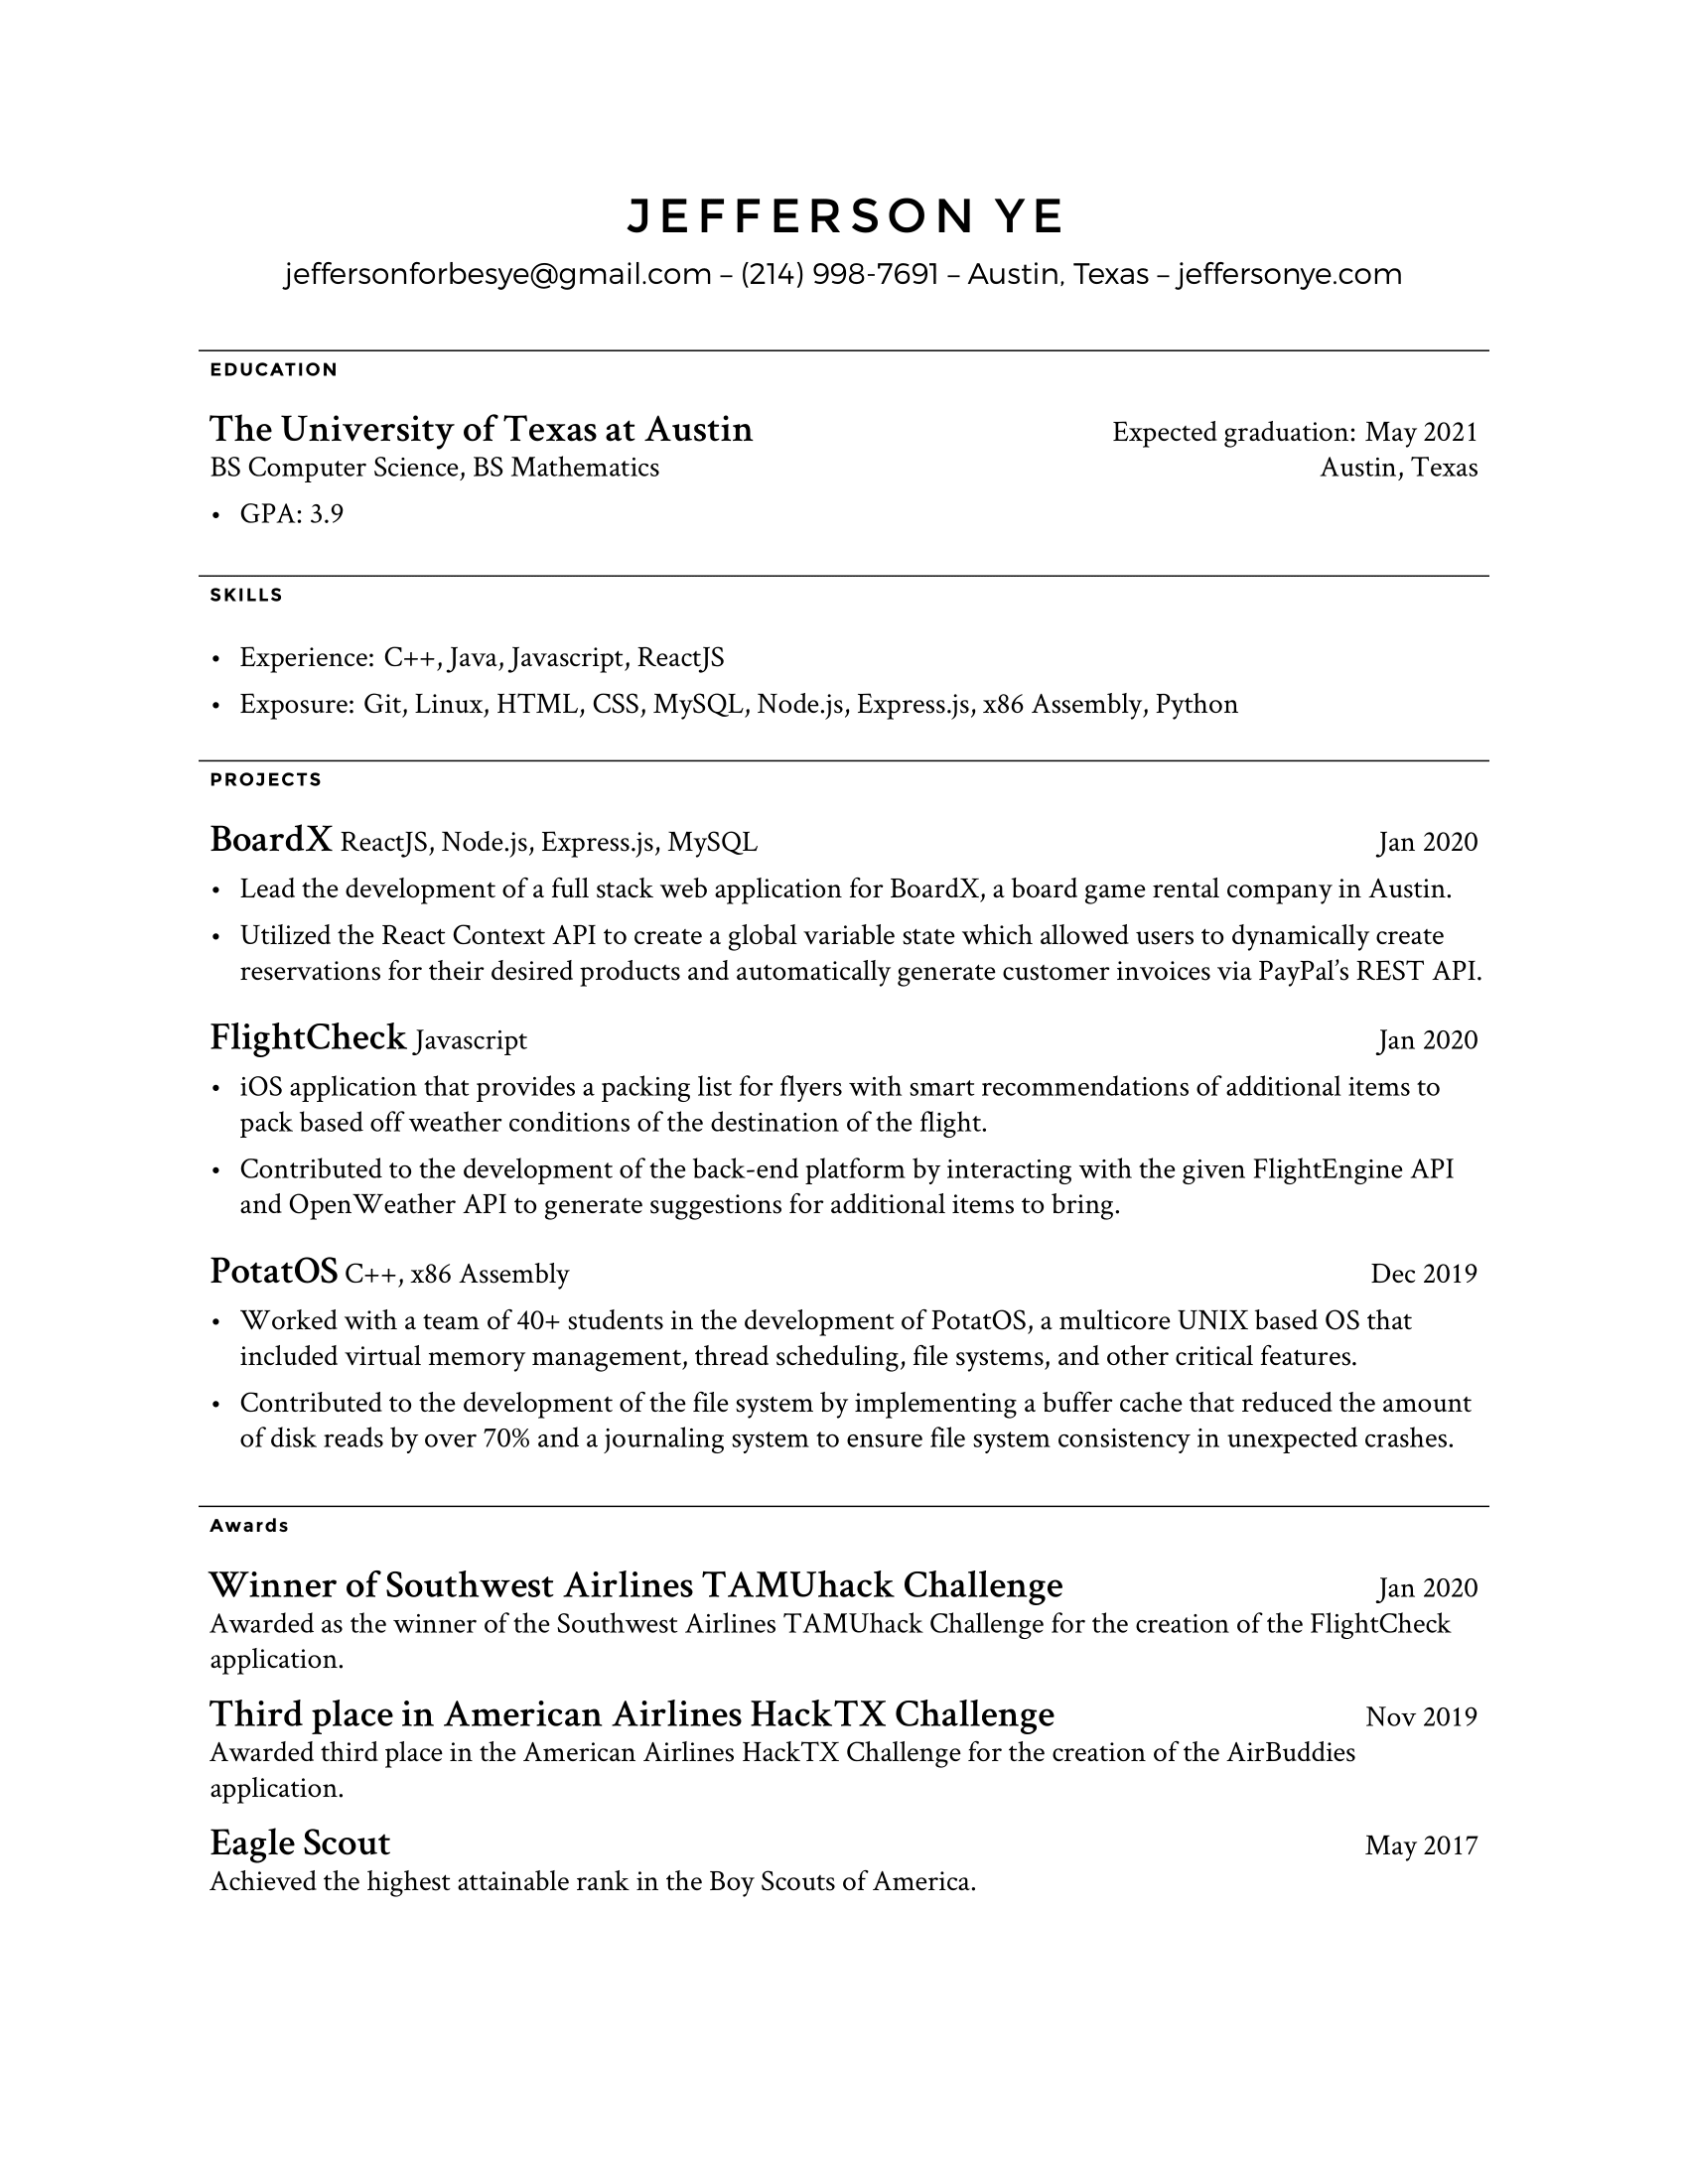 JEFFERSON YE
jeffersonforbesye@gmail.com – (214) 998-7691 – Austin, Texas – jeffersonye.com
EDUCATION
The University of Texas at Austin Expected graduation: May 2021
BS Computer Science, BS Mathematics Austin, Texas
• GPA: 3.9
SKILLS
• Experience: C++, Java, Javascript, ReactJS
• Exposure: Git, Linux, HTML, CSS, MySQL, Node.js, Express.js, x86 Assembly, Python
PROJECTS
BoardX ReactJS, Node.js, Express.js, MySQL Jan 2020
• Lead the development of a full stack web application for BoardX, a board game rental company in Austin.
• Utilized the React Context API to create a global variable state which allowed users to dynamically create
reservations for their desired products and automatically generate customer invoices via PayPal’s REST API.
FlightCheck Javascript Jan 2020
• iOS application that provides a packing list for flyers with smart recommendations of additional items to
pack based off weather conditions of the destination of the flight.
• Contributed to the development of the back-end platform by interacting with the given FlightEngine API
and OpenWeather API to generate suggestions for additional items to bring.
PotatOS C++, x86 Assembly Dec 2019
• Worked with a team of 40+ students in the development of PotatOS, a multicore UNIX based OS that
included virtual memory management, thread scheduling, file systems, and other critical features.
• Contributed to the development of the file system by implementing a buffer cache that reduced the amount
of disk reads by over 70% and a journaling system to ensure file system consistency in unexpected crashes.
Awards
Winner of Southwest Airlines TAMUhack Challenge Jan 2020
Awarded as the winner of the Southwest Airlines TAMUhack Challenge for the creation of the FlightCheck
application.
Third place in American Airlines HackTX Challenge Nov 2019
Awarded third place in the American Airlines HackTX Challenge for the creation of the AirBuddies
application.
Eagle Scout May 2017
Achieved the highest attainable rank in the Boy Scouts of America.